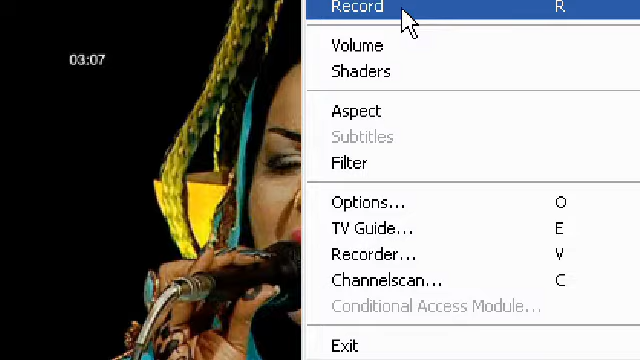 Record R
03:07
Volume
Shaders
Aspect
Subtitles
Filter
Options... O
TV Guide... E
Recorder... V
Channelscan... C
Conditional Access Module...
Exit